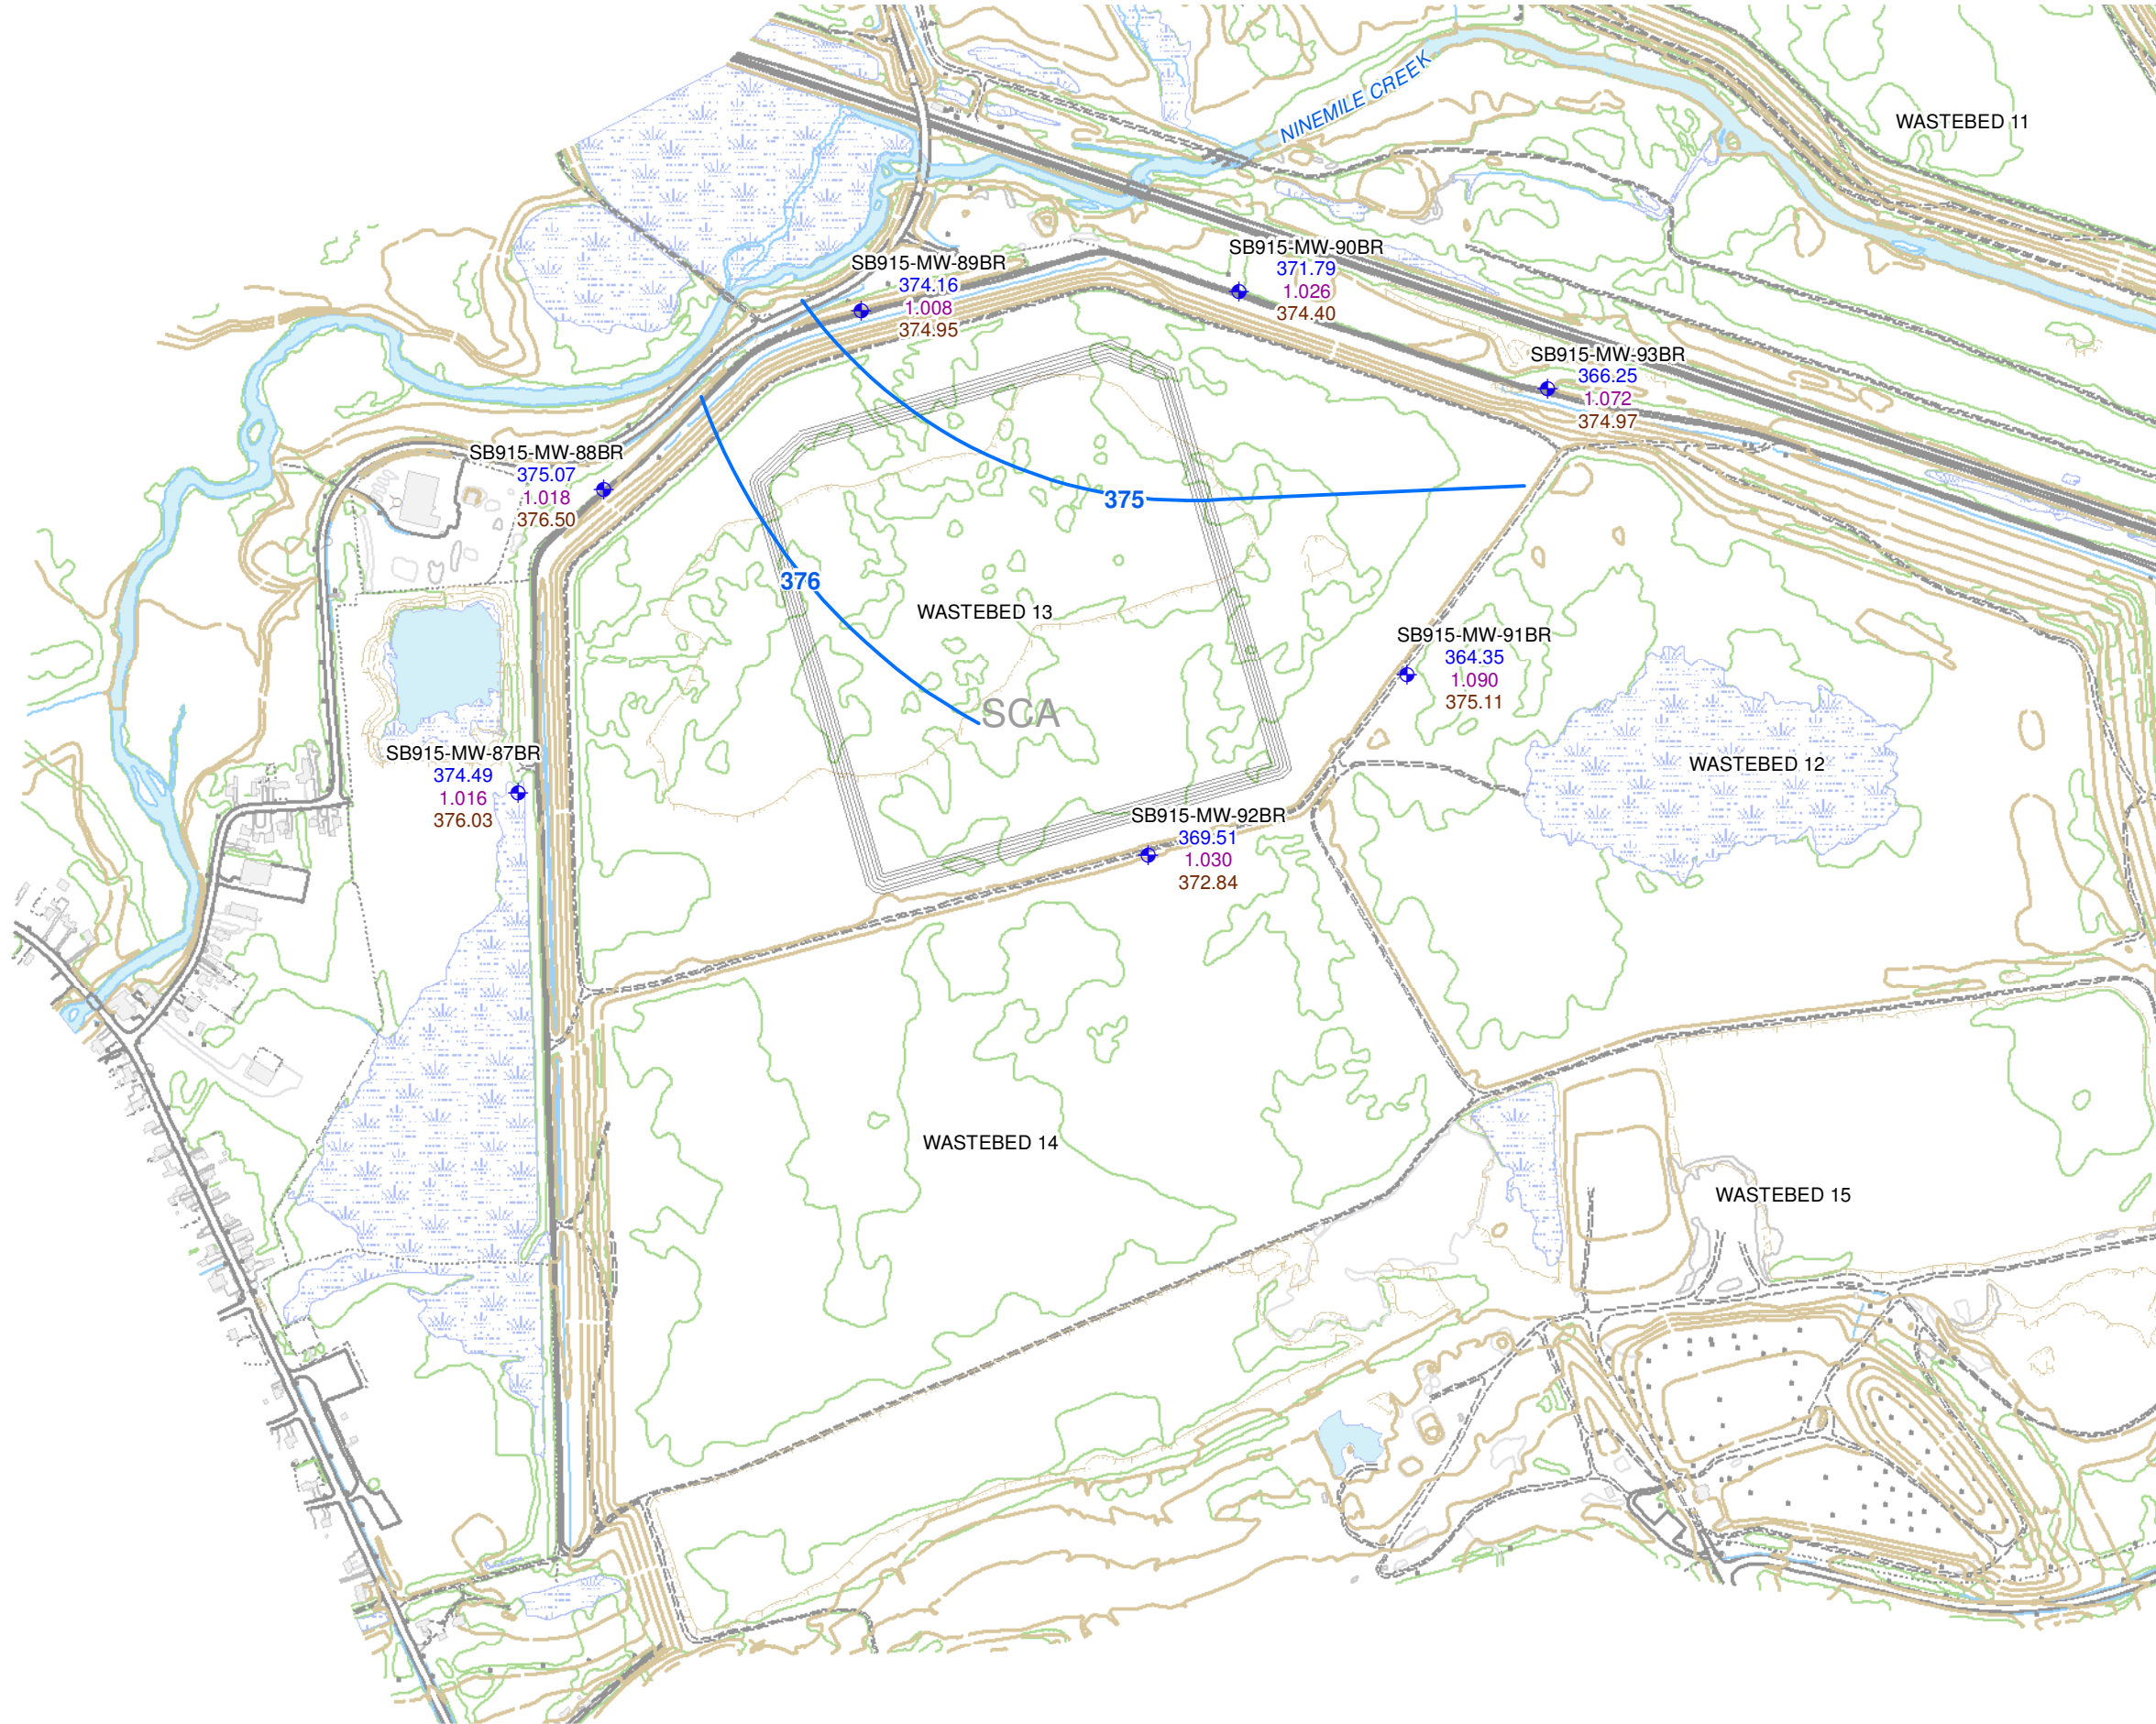 NINEMILE CREEK
WASTEBED 11
SB915-MW-89BR
374.16
1.008
374.95
SB915-MW-90BR
371.79
1.026
374.40
SB915-MW-93BR
366.25
1.072
374.97
SB915-MW-88BR
375.07
1.018
376.50
375
376
WASTEBED 13
SB915-MW-91BR
364.35
1.090
375.11
SCA
SB915-MW-87BR
374.49
1.016
376.03
WASTEBED 12
SB915-MW-92BR
369.51
1.030
372.84
WASTEBED 14
WASTEBED 15